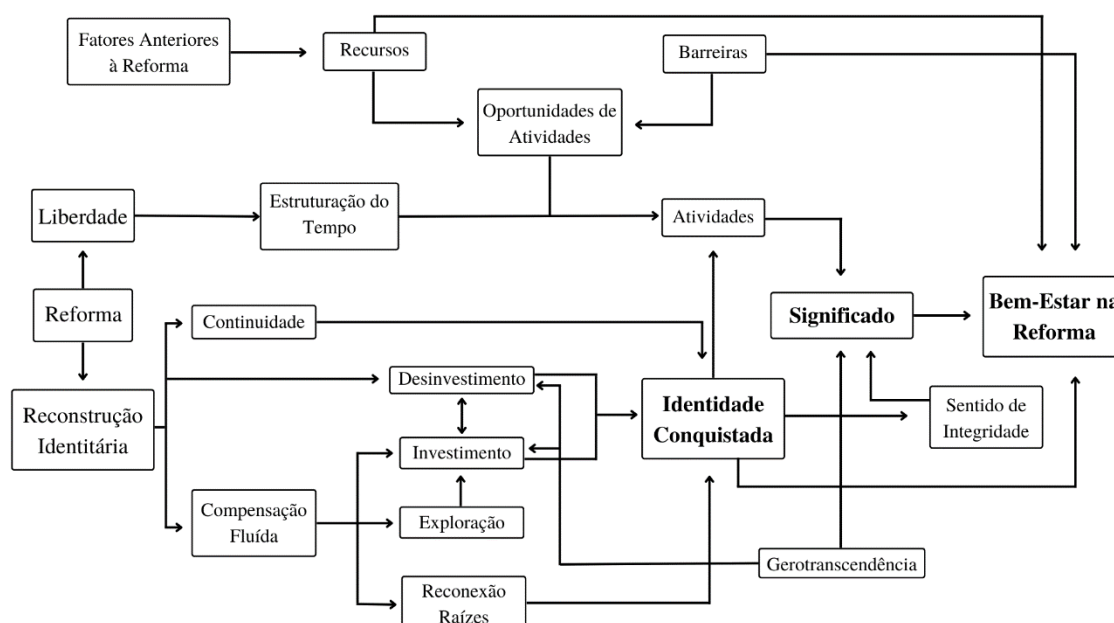 Fatores Anteriores
à Reforma
Recursos
Barreiras
Oportunidades de
Atividades
Liberdade
Estruturação do
Tempo
Atividades
Reforma
Continuidade
Significado
Bem-Estar na
Reforma
Desinvestimento
Reconstrução
Identitária
Identidade
Conquistada
Sentido de
Integridade
Investimento
Compensação
Fluída
Exploração
Gerotranscendência
Reconexão
Raízes